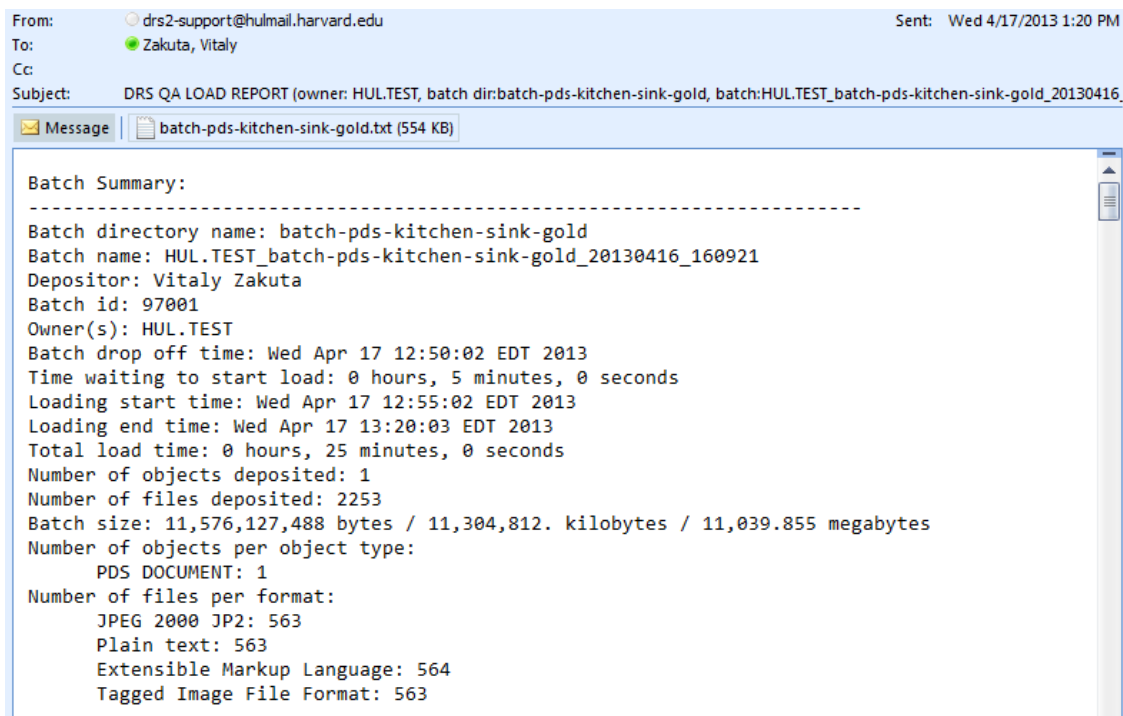 From: drs2-support@hulmail.harvard.edu Sent: Wed 4/17/2013 1:20 PM
To: Zakuta, Vitaly
Cc:
Subject: DRS QA LOAD REPORT (owner: HUL.TEST, batch dir:batch-pds-kitchen-sink-gold, batch:HUL.TEST_batch-pds-kitchen-sink-gold_20130416_
Message batch-pds-kitchen-sink-gold.txt (554 KB)
Batch Summary:
-------------------------------------------------------------------------
Batch directory name: batch-pds-kitchen-sink-gold
Batch name: HUL.TEST_batch-pds-kitchen-sink-gold_20130416_160921
Depositor: Vitaly Zakuta
Batch id: 97001
Owner(s): HUL.TEST
Batch drop off time: Wed Apr 17 12:50:02 EDT 2013
Time waiting to start load: 0 hours, 5 minutes, 0 seconds
Loading start time: Wed Apr 17 12:55:02 EDT 2013
Loading end time: Wed Apr 17 13:20:03 EDT 2013
Total load time: 0 hours, 25 minutes, 0 seconds
Number of objects deposited: 1
Number of files deposited: 2253
Batch size: 11,576,127,488 bytes / 11,304,812. kilobytes / 11,039.855 megabytes
Number of objects per object type:
PDS DOCUMENT: 1
Number of files per format:
JPEG 2000 JP2: 563
Plain text: 563
Extensible Markup Language: 564
Tagged Image File Format: 563